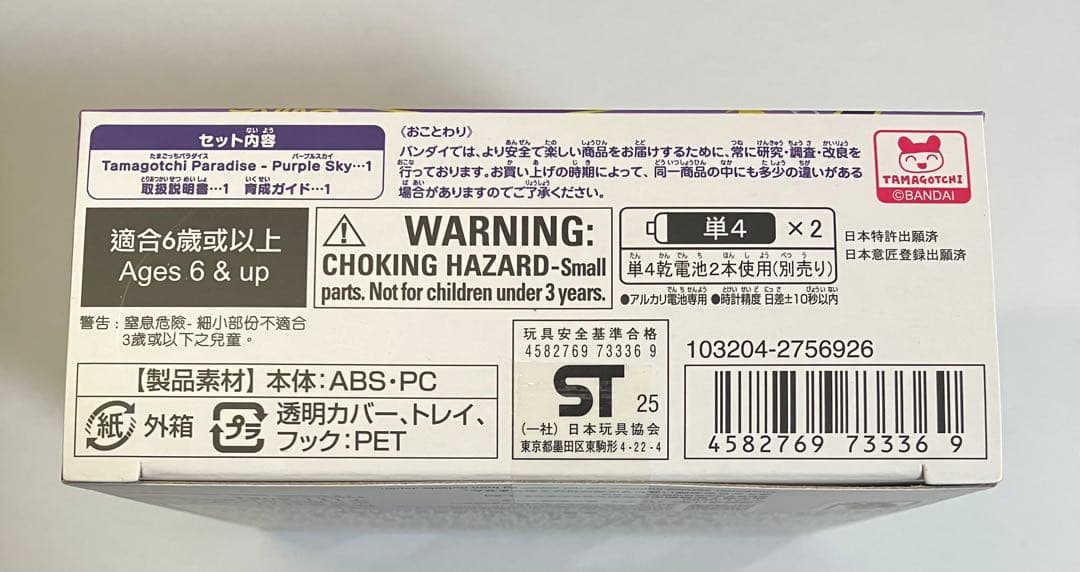 セット内容
Tamagotchi Paradise - Purple Sky…1
取扱説明書…1 育成ガイド…1
《おことわり》
バンダイでは、より安全で楽しい商品をお届けするために、常に研究・調査・改良を
行っております。お買い上げの時期によって、同一商品の中にも多少の違いがある
場合がありますのでご了承ください。
TAMAGOTCHI
©BANDAI
適合6歲或以上
Ages 6 & up
警告 : 窒息危險 - 細小部份不適合
3歲或以下之兒童。
WARNING:
CHOKING HAZARD-Small
parts. Not for children under 3 years.
単4 ×2
単4乾電池2本使用(別売り)
●アルカリ電池専用 ●時計精度 日差±10秒以内
日本特許出願済
日本意匠登録出願済
【製品素材】本体：ABS・PC
紙 外箱
プラ 透明カバー、トレイ、
フック：PET
玩具安全基準合格
4582769 73336 9
ST 25
(一社) 日本玩具協会
東京都墨田区東駒形4-22-4
103204-2756926
4582769 73336 9